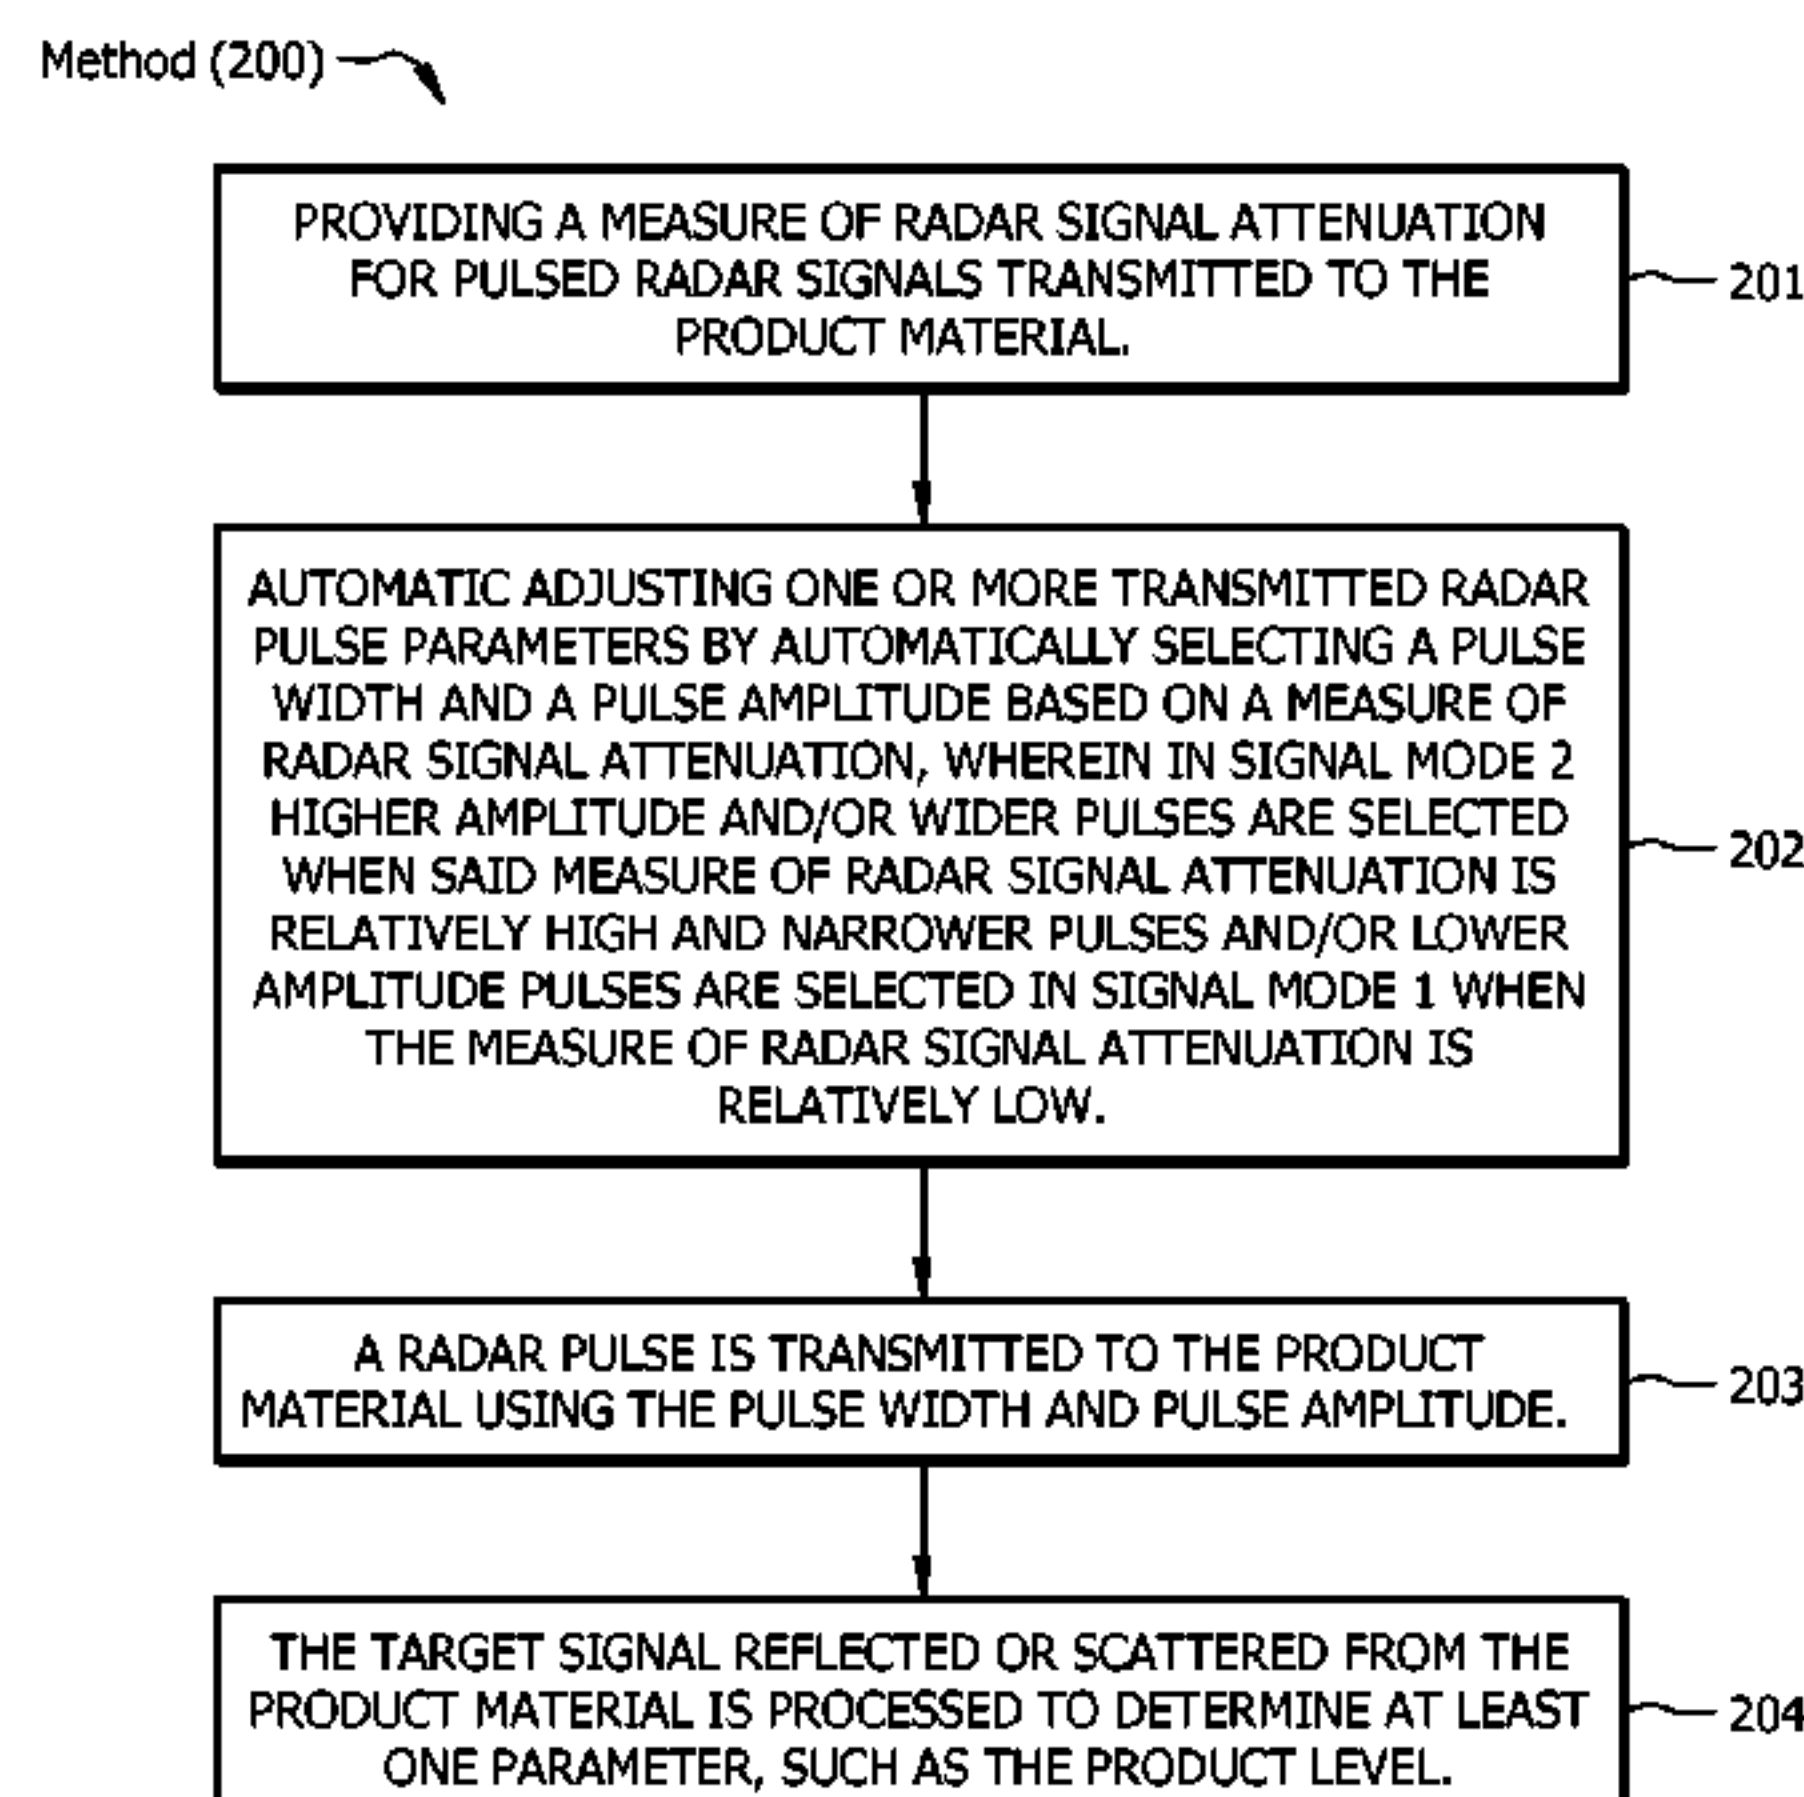 Method (200)
PROVIDING A MEASURE OF RADAR SIGNAL ATTENUATION
FOR PULSED RADAR SIGNALS TRANSMITTED TO THE
PRODUCT MATERIAL.
201
AUTOMATIC ADJUSTING ONE OR MORE TRANSMITTED RADAR
PULSE PARAMETERS BY AUTOMATICALLY SELECTING A PULSE
WIDTH AND A PULSE AMPLITUDE BASED ON A MEASURE OF
RADAR SIGNAL ATTENUATION, WHEREIN IN SIGNAL MODE 2
HIGHER AMPLITUDE AND/OR WIDER PULSES ARE SELECTED
WHEN SAID MEASURE OF RADAR SIGNAL ATTENUATION IS
RELATIVELY HIGH AND NARROWER PULSES AND/OR LOWER
AMPLITUDE PULSES ARE SELECTED IN SIGNAL MODE 1 WHEN
THE MEASURE OF RADAR SIGNAL ATTENUATION IS
RELATIVELY LOW.
202
A RADAR PULSE IS TRANSMITTED TO THE PRODUCT
MATERIAL USING THE PULSE WIDTH AND PULSE AMPLITUDE.
203
THE TARGET SIGNAL REFLECTED OR SCATTERED FROM THE
PRODUCT MATERIAL IS PROCESSED TO DETERMINE AT LEAST
ONE PARAMETER, SUCH AS THE PRODUCT LEVEL.
204